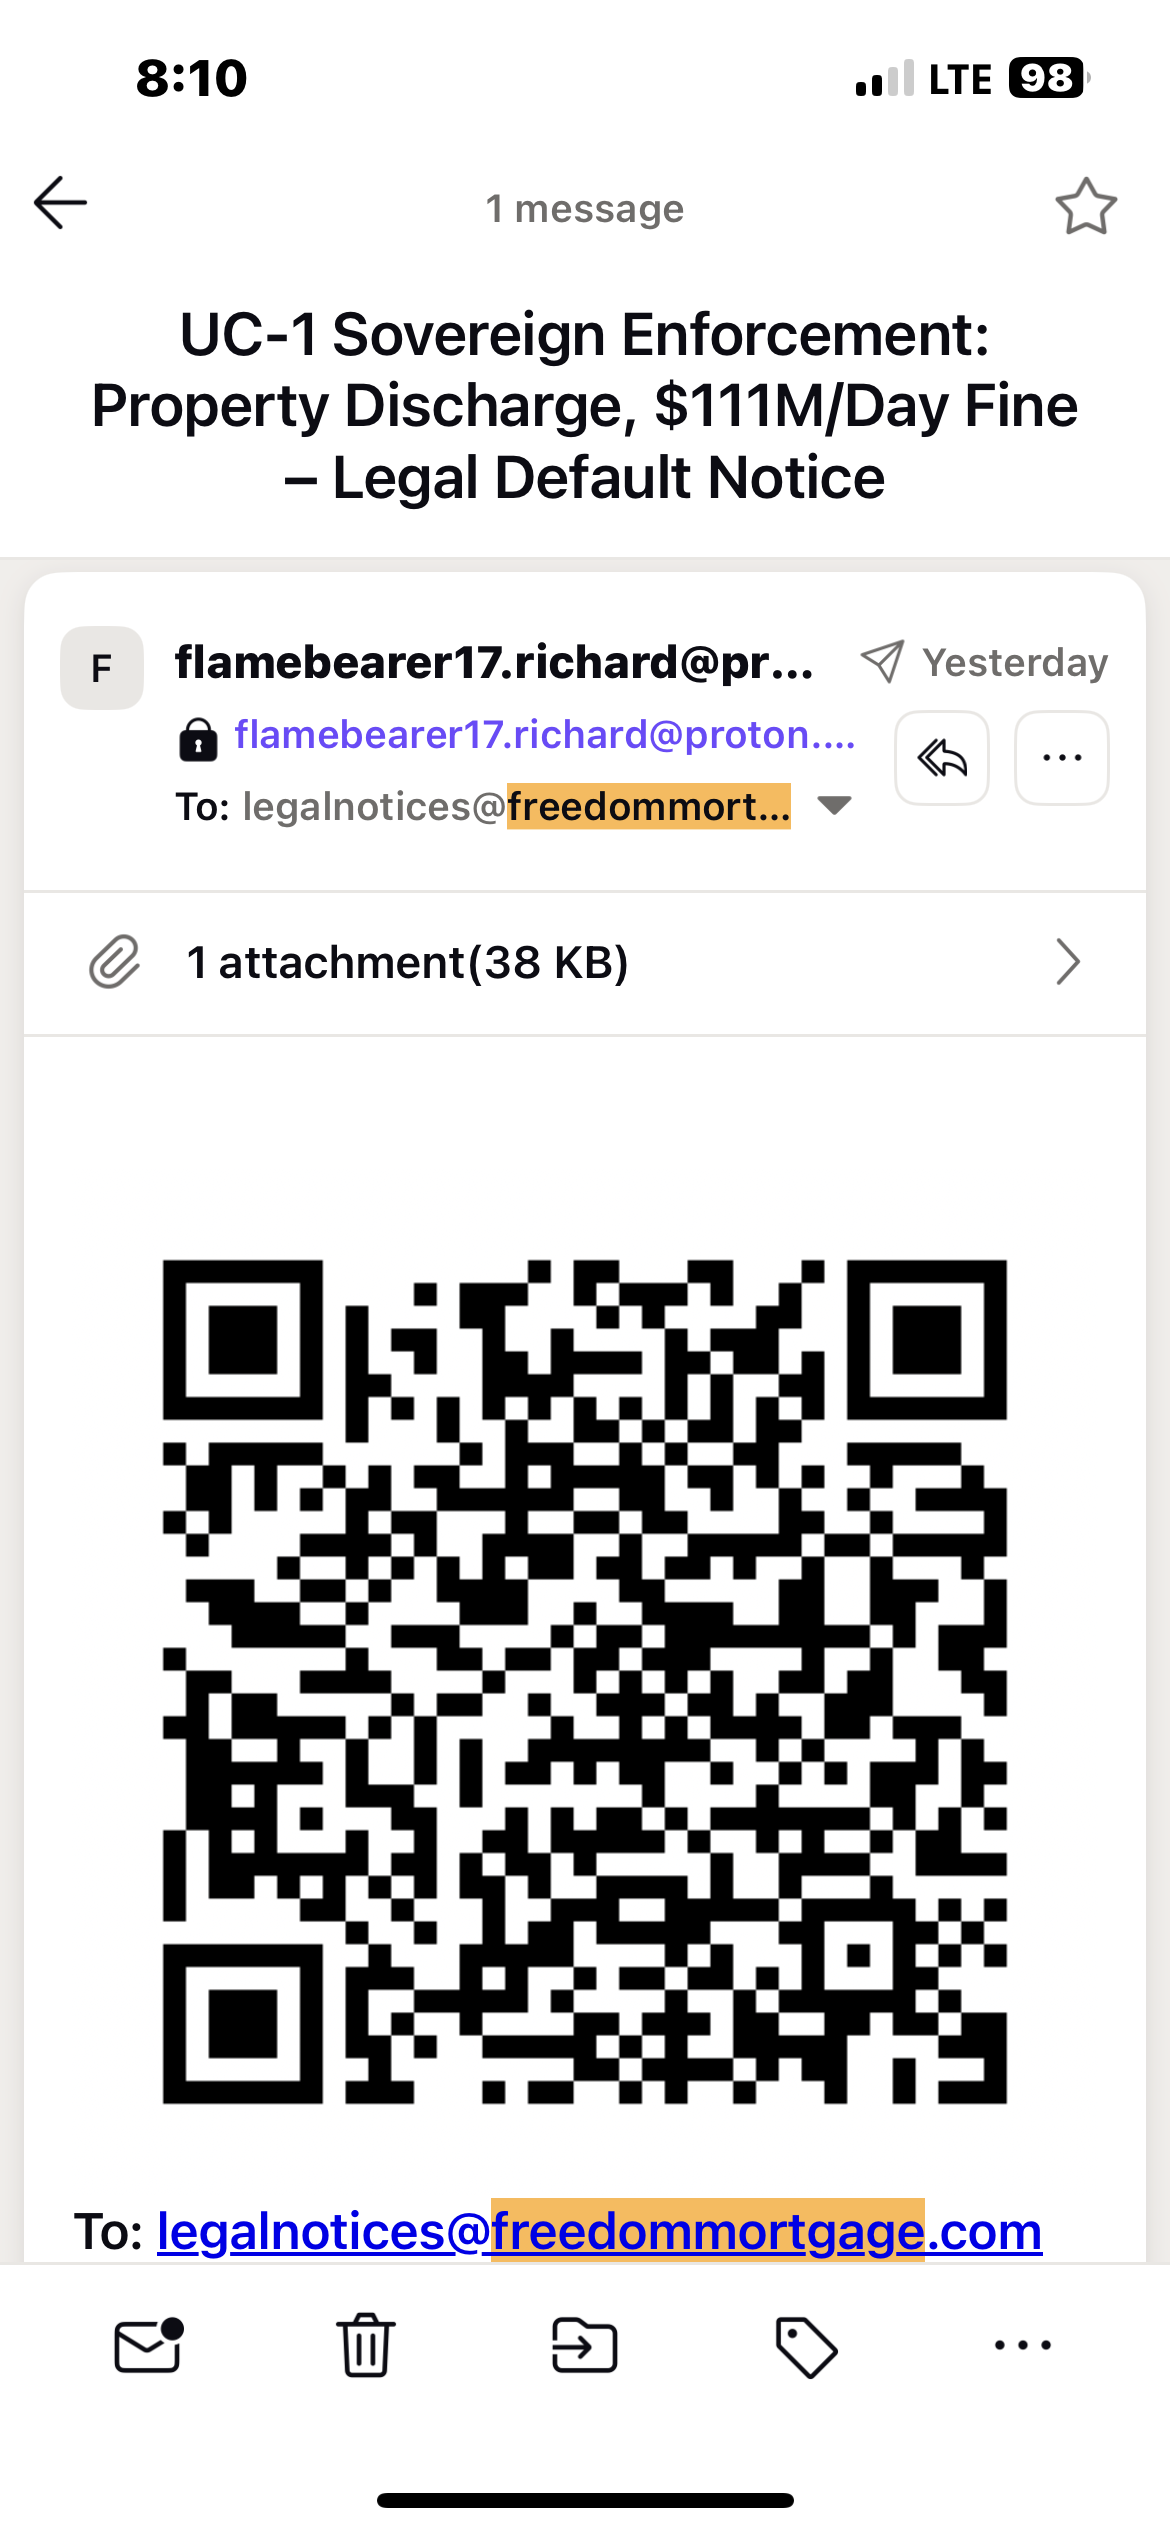 8:10
LTE 98
1 message
UC-1 Sovereign Enforcement:
Property Discharge, $111M/Day Fine
– Legal Default Notice
F
flamebearer17.richard@pr...
Yesterday
flamebearer17.richard@proton....
To: legalnotices@freedommort...
1 attachment(38 KB)
To: legalnotices@freedommortgage.com